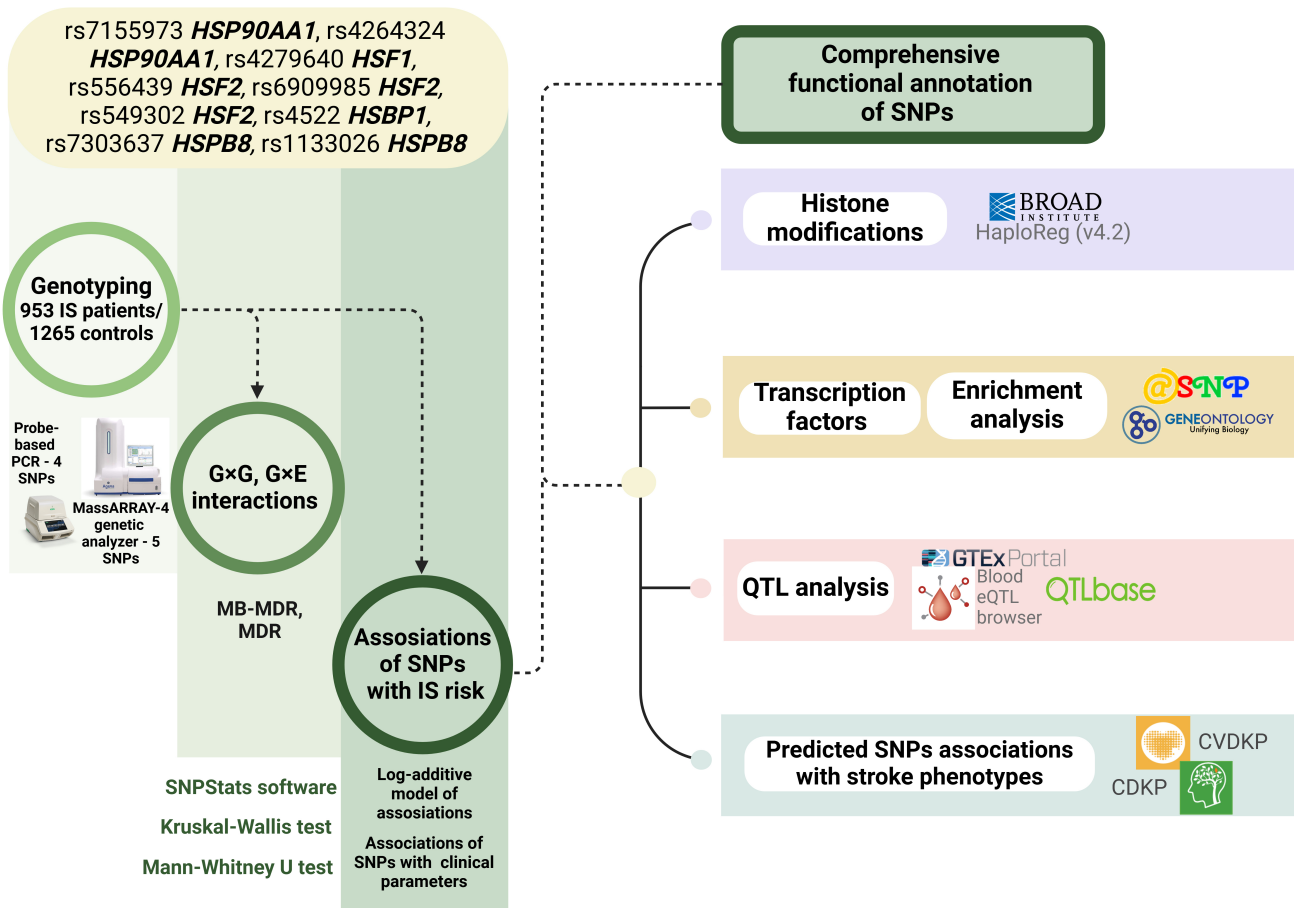 rs7155973 HSP90AA1, rs4264324
HSP90AA1, rs4279640 HSF1,
rs556439 HSF2, rs6909985 HSF2,
rs549302 HSF2, rs4522 HSBP1,
rs7303637 HSPB8, rs1133026 HSPB8
Genotyping
953 IS patients/
1265 controls
Probe-
based
PCR - 4
SNPs
MassARRAY-4
genetic
analyzer - 5
SNPs
G×G, G×E
interactions
MB-MDR,
MDR
Assosiations
of SNPs
with IS risk
SNPStats software
Kruskal-Wallis test
Mann-Whitney U test
Log-additive
model of
assosiations
Associations of
SNPs with clinical
parameters
Comprehensive
functional annotation
of SNPs
Histone
modifications
BROAD
INSTITUTE
HaploReg (v4.2)
Transcription
factors
Enrichment
analysis
@SNP
GENEONTOLOGY
Unifying Biology
QTL analysis
GTEx Portal
Blood
eQTL
browser
QTLbase
Predicted SNPs associations
with stroke phenotypes
CVDKP
CDKP